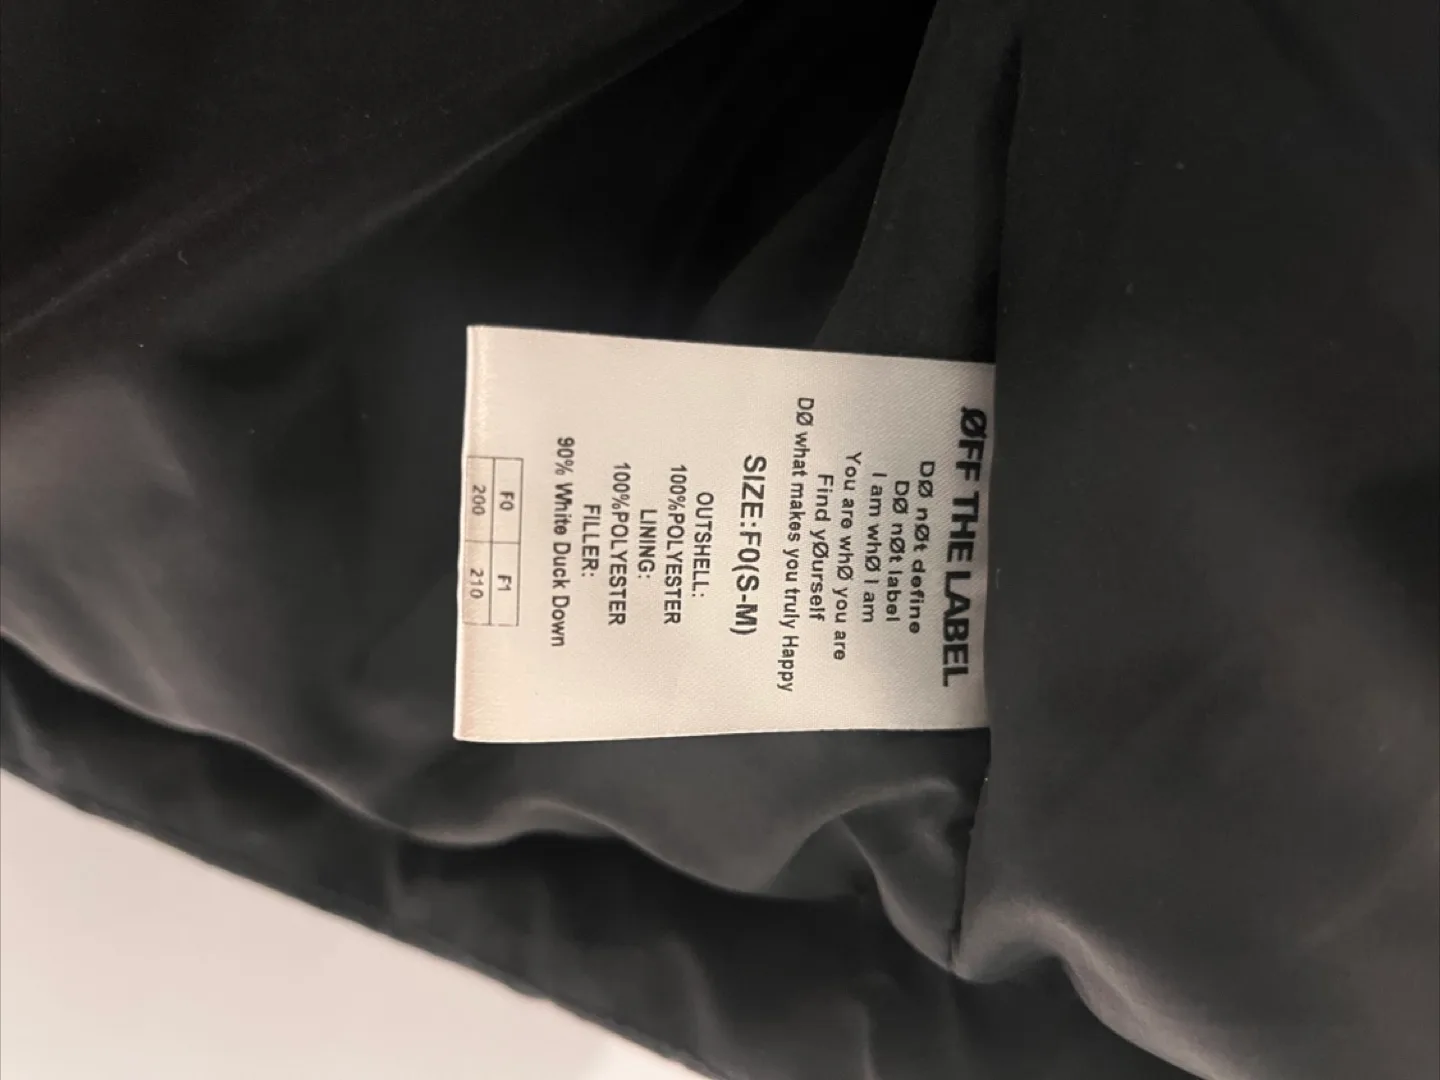 ØFF THE LABEL
DØ nØt define
DØ nØt label
I am whØ I am
You are whØ you are
Find yØurself
DØ what makes you truly Happy
SIZE:F0(S-M)
OUTSHELL:
100%POLYESTER
LINING:
100%POLYESTER
FILLER:
90% White Duck Down
F0 F1
200 210